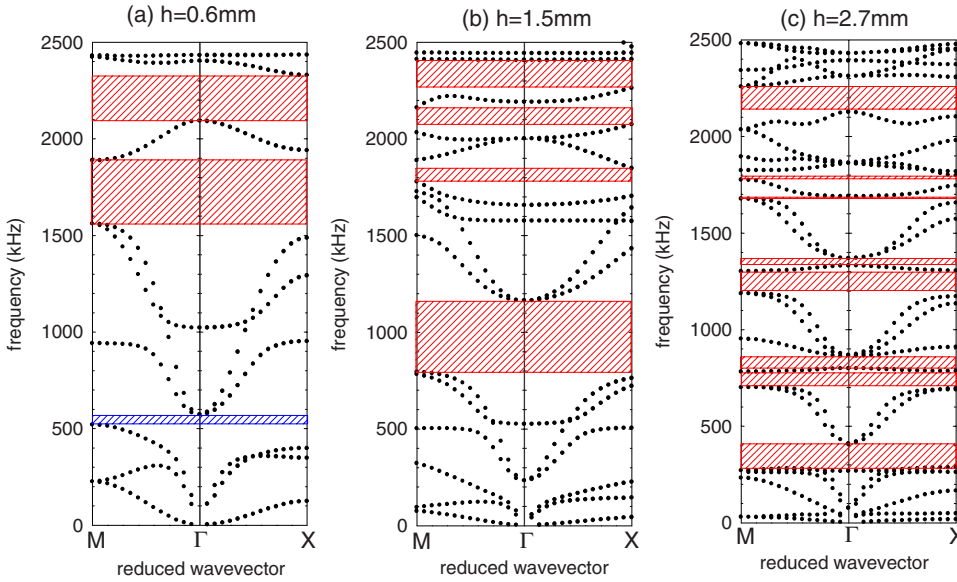 (a) h=0.6mm
(b) h=1.5mm
(c) h=2.7mm
frequency (kHz)
2500
2000
1500
1000
500
0
M
Γ
X
reduced wavevector
frequency (kHz)
2500
2000
1500
1000
500
0
M
Γ
X
reduced wavevector
frequency (kHz)
2500
2000
1500
1000
500
0
M
Γ
X
reduced wavevector